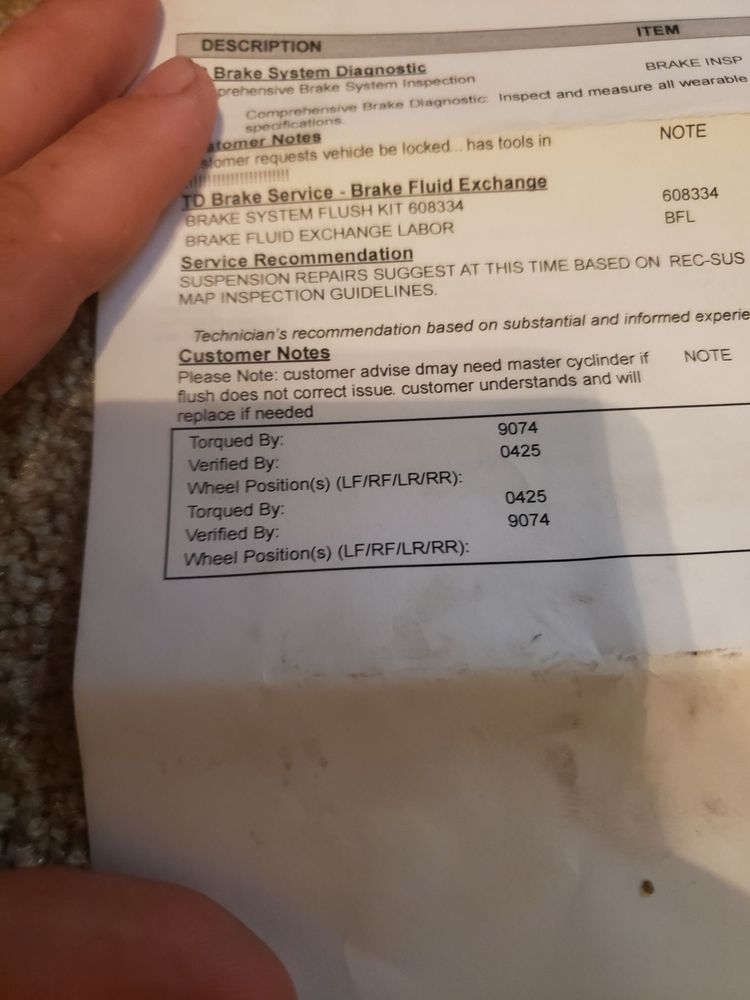 DESCRIPTION ITEM
Brake System Diagnostic BRAKE INSP
prehensive Brake System Inspection
Comprehensive Brake Diagnostic. Inspect and measure all wearable
specifications.
stomer Notes NOTE
stomer requests vehicle be locked... has tools in
!!!!!!!!!!!!!!!!!!!!!!
TD Brake Service - Brake Fluid Exchange
BRAKE SYSTEM FLUSH KIT 608334 608334
BRAKE FLUID EXCHANGE LABOR BFL
Service Recommendation
SUSPENSION REPAIRS SUGGEST AT THIS TIME BASED ON REC-SUS
MAP INSPECTION GUIDELINES.
Technician's recommendation based on substantial and informed experie
Customer Notes
Please Note: customer advise dmay need master cyclinder if NOTE
flush does not correct issue. customer understands and will
replace if needed
Torqued By: 9074
Verified By: 0425
Wheel Position(s) (LF/RF/LR/RR):
Torqued By: 0425
Verified By: 9074
Wheel Position(s) (LF/RF/LR/RR):